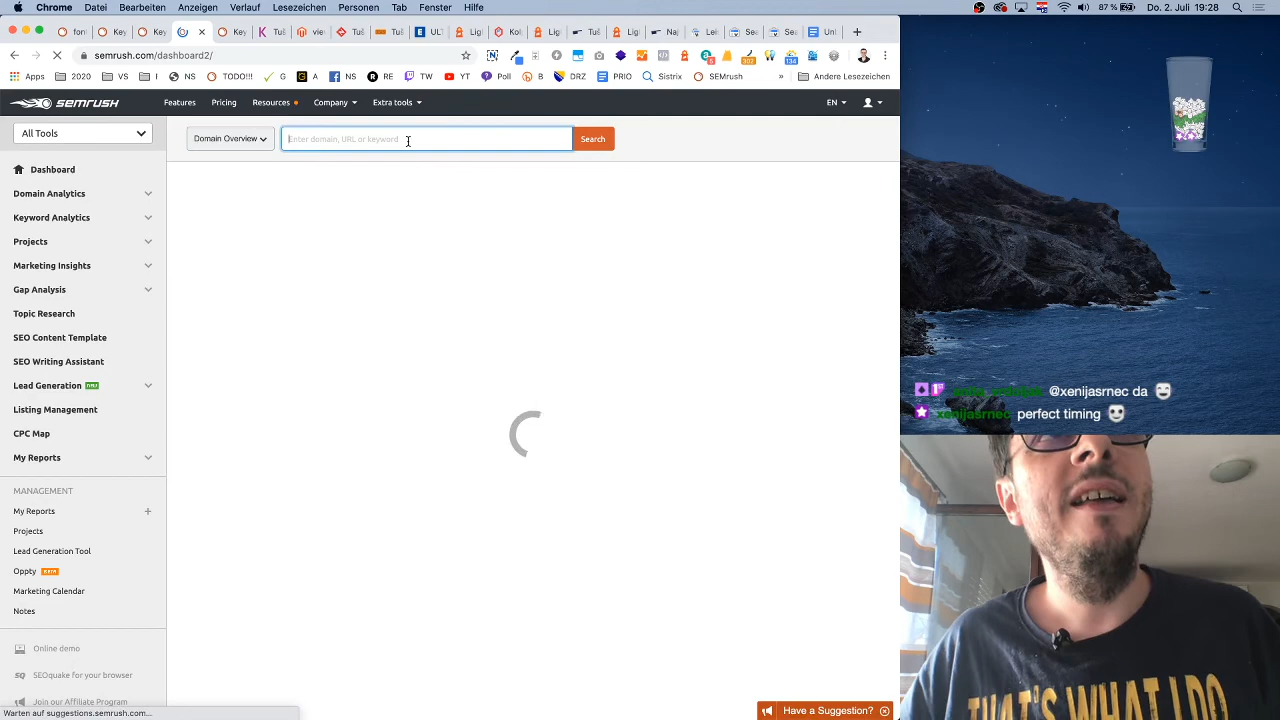 Chrome Bearbeiten Anzeigen Verlauf Lesezeichen Personen Tab Fenster Hilfe Do. 2. Juli 19:28
semrush.com/dashboard2/
Apps 2020 VS NS TODO!!! G A NS RE TW YT Poll B DRZ PRIO Sistrix SEMrush » Andere Lesezeichen
SEMRUSH Features Pricing Resources Company Extra tools EN
All Tools
Domain Overview Enter domain, URL or keyword Search
Dashboard
Domain Analytics
Keyword Analytics
Projects
Marketing Insights
Gap Analysis
Topic Research
SEO Content Template
SEO Writing Assistant
Lead Generation
Listing Management
CPC Map
My Reports
MANAGEMENT
My Reports +
Projects
Lead Generation Tool
Oppty BETA
Marketing Calendar
Notes
Online demo
SEOquake for your browser
Join our Affiliate Program
Warten auf suggestions.semrush.com...
Have a Suggestion?
@xenijasrnec da
xenijasrnec perfect timing
THAT'S WHAT I DO